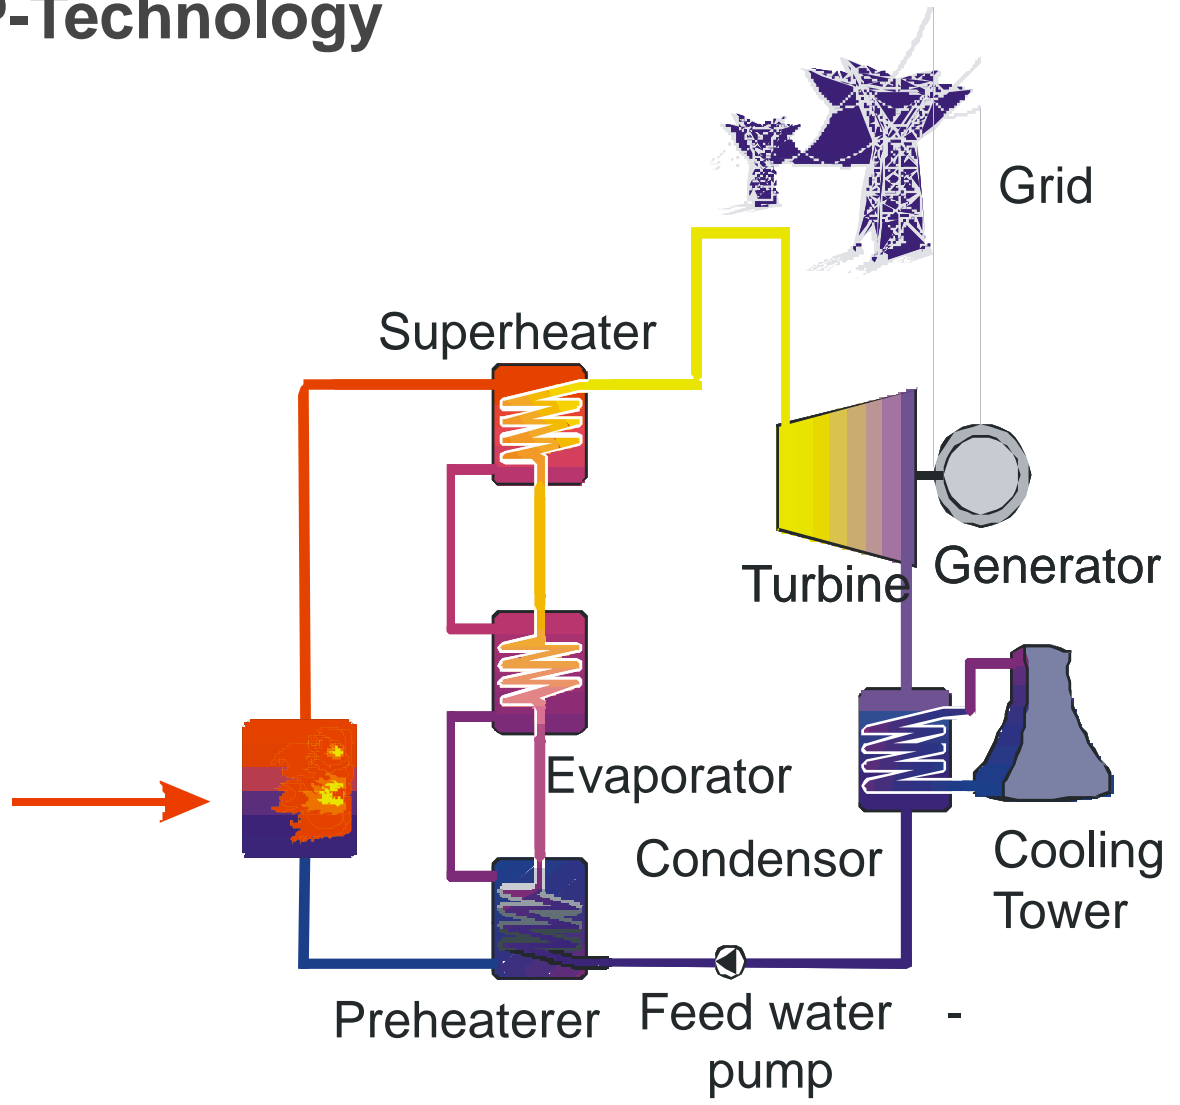 P-Technology
Grid
Superheater
Generator
Turbine
Evaporator
Condensor
Cooling
Tower
Preheaterer
Feed water -
pump